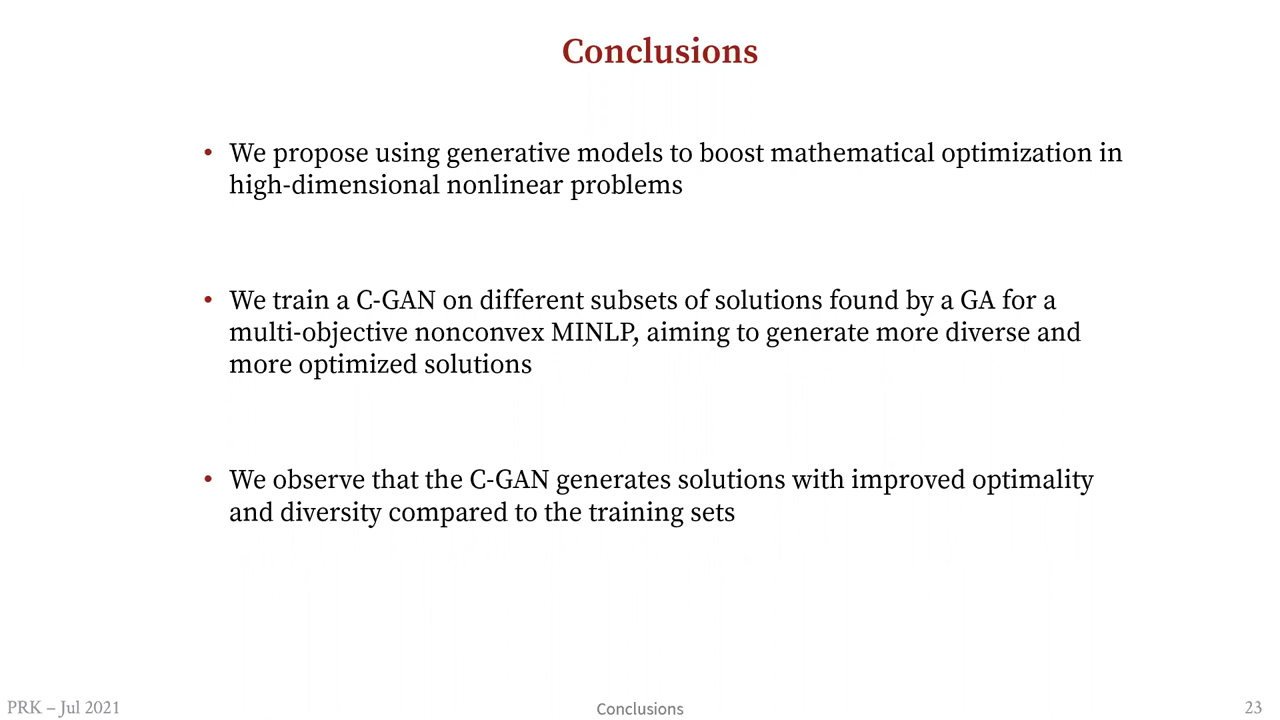 Conclusions
• We propose using generative models to boost mathematical optimization in
high-dimensional nonlinear problems
• We train a C-GAN on different subsets of solutions found by a GA for a
multi-objective nonconvex MINLP, aiming to generate more diverse and
more optimized solutions
• We observe that the C-GAN generates solutions with improved optimality
and diversity compared to the training sets
PRK – Jul 2021
Conclusions
23